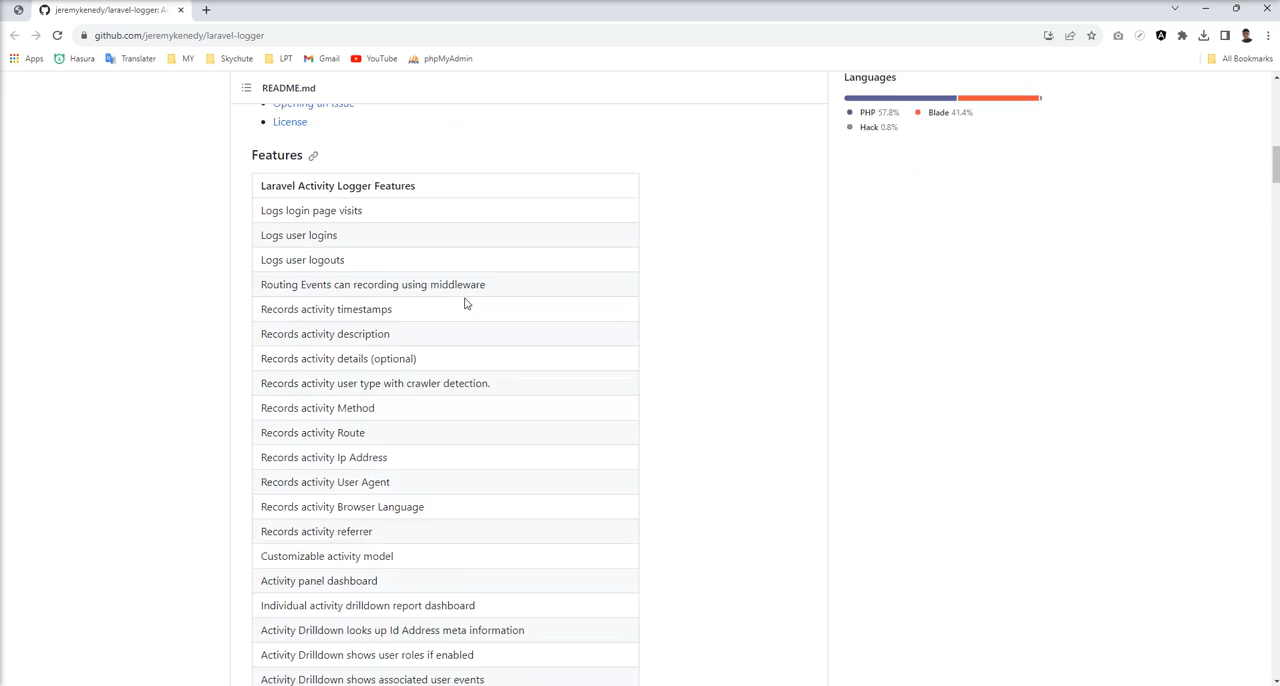 jeremykenedy/laravel-logger: A
github.com/jeremykenedy/laravel-logger
Apps Hasura Translater MY Skychute LPT Gmail YouTube phpMyAdmin All Bookmarks
README.md
Opening an Issue
License
Features
Laravel Activity Logger Features
Logs login page visits
Logs user logins
Logs user logouts
Routing Events can recording using middleware
Records activity timestamps
Records activity description
Records activity details (optional)
Records activity user type with crawler detection.
Records activity Method
Records activity Route
Records activity Ip Address
Records activity User Agent
Records activity Browser Language
Records activity referrer
Customizable activity model
Activity panel dashboard
Individual activity drilldown report dashboard
Activity Drilldown looks up Id Address meta information
Activity Drilldown shows user roles if enabled
Activity Drilldown shows associated user events
Languages
PHP 57.8% Blade 41.4%
Hack 0.8%